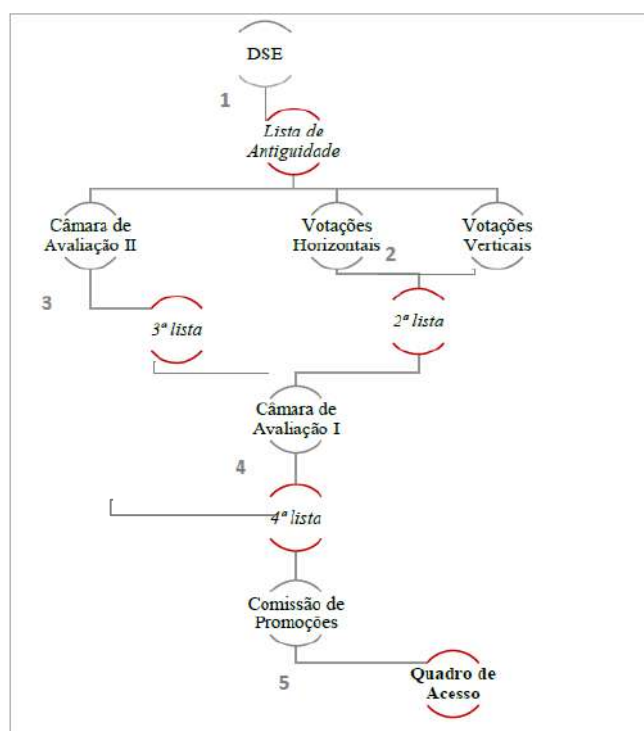 DSE
1
Lista de
Antiguidade
Câmara de
Avaliação II
Votações
Horizontais
Votações
Verticais
2
3
3ª lista
2ª lista
Câmara de
Avaliação I
4
4ª lista
Comissão de
Promoções
5
Quadro de
Acesso